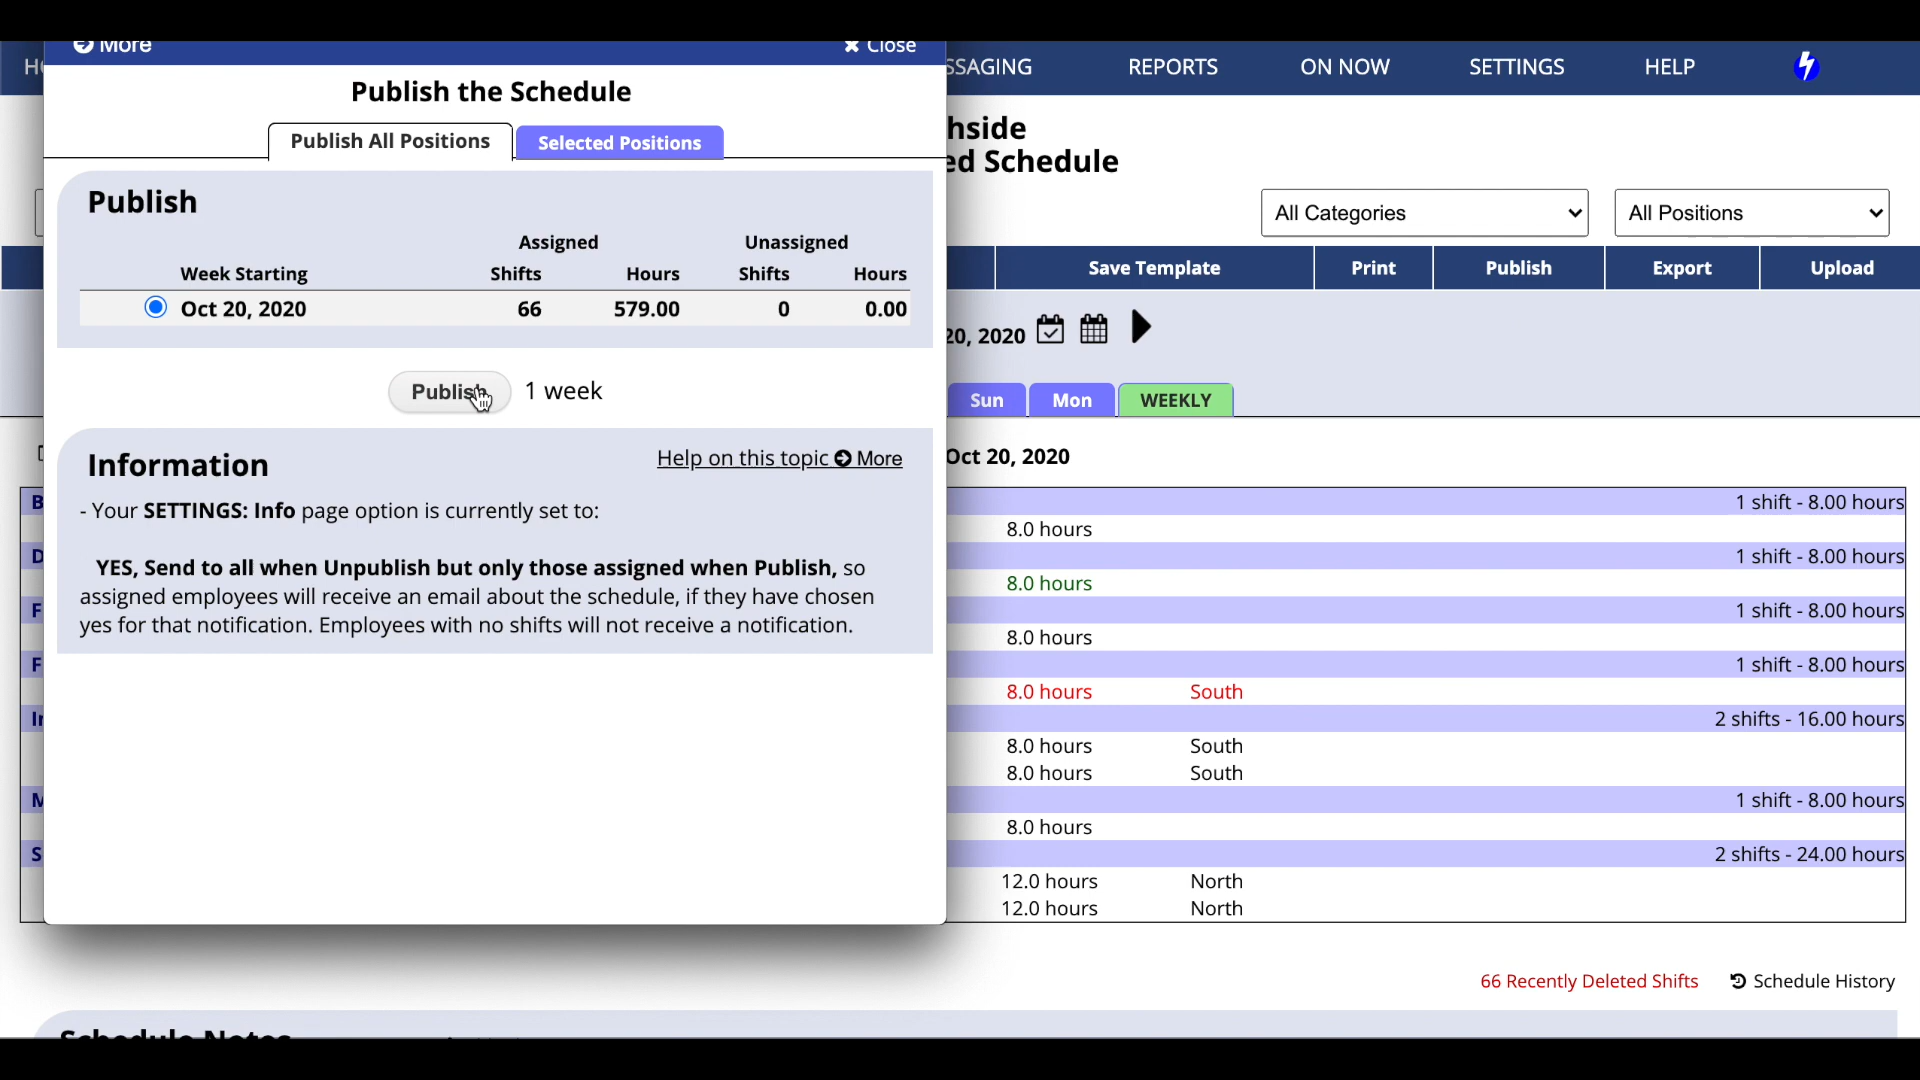 More
Close
H
SSAGING
REPORTS
ON NOW
SETTINGS
HELP
Publish the Schedule
Publish All Positions
Selected Positions
hside
ed Schedule
Publish
All Categories
All Positions
Assigned
Unassigned
Week Starting
Shifts
Hours
Shifts
Hours
Oct 20, 2020
66
579.00
0
0.00
Save Template
Print
Publish
Export
Upload
20, 2020
Publish
1 week
Sun
Mon
WEEKLY
Information
Help on this topic More
Oct 20, 2020
- Your SETTINGS: Info page option is currently set to:
YES, Send to all when Unpublish but only those assigned when Publish, so
assigned employees will receive an email about the schedule, if they have chosen
yes for that notification. Employees with no shifts will not receive a notification.
B
1 shift - 8.00 hours
8.0 hours
D
1 shift - 8.00 hours
8.0 hours
F
1 shift - 8.00 hours
8.0 hours
F
1 shift - 8.00 hours
8.0 hours South
2 shifts - 16.00 hours
8.0 hours South
8.0 hours South
M
1 shift - 8.00 hours
8.0 hours
S
2 shifts - 24.00 hours
12.0 hours North
12.0 hours North
66 Recently Deleted Shifts
Schedule History
Schedule Notes